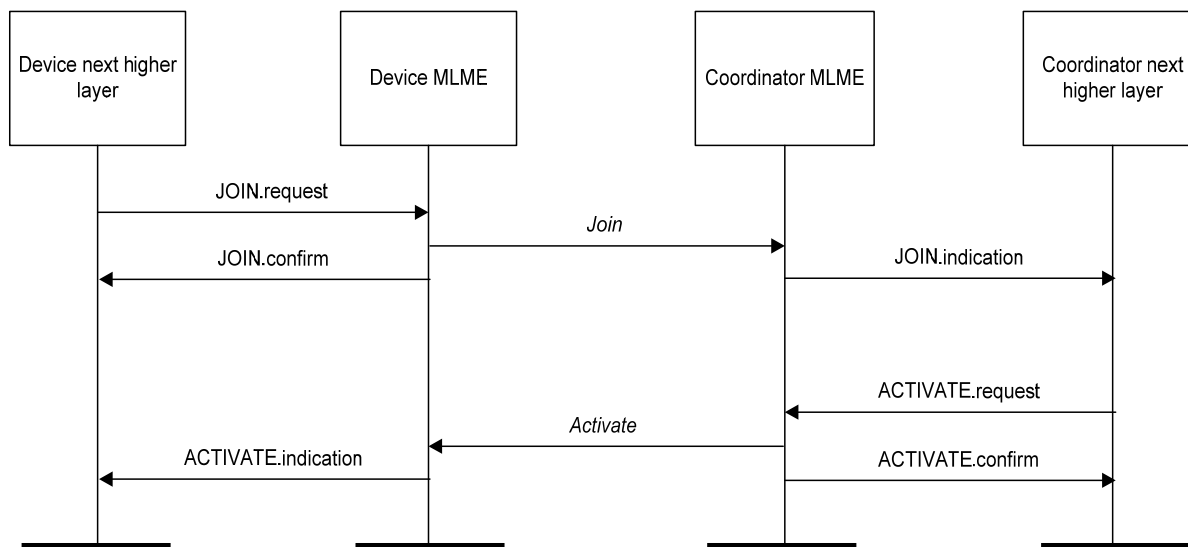 Device next higher
layer
Device MLME
Coordinator MLME
Coordinator next
higher layer
JOIN.request
Join
JOIN.confirm
JOIN.indication
ACTIVATE.request
Activate
ACTIVATE.indication
ACTIVATE.confirm